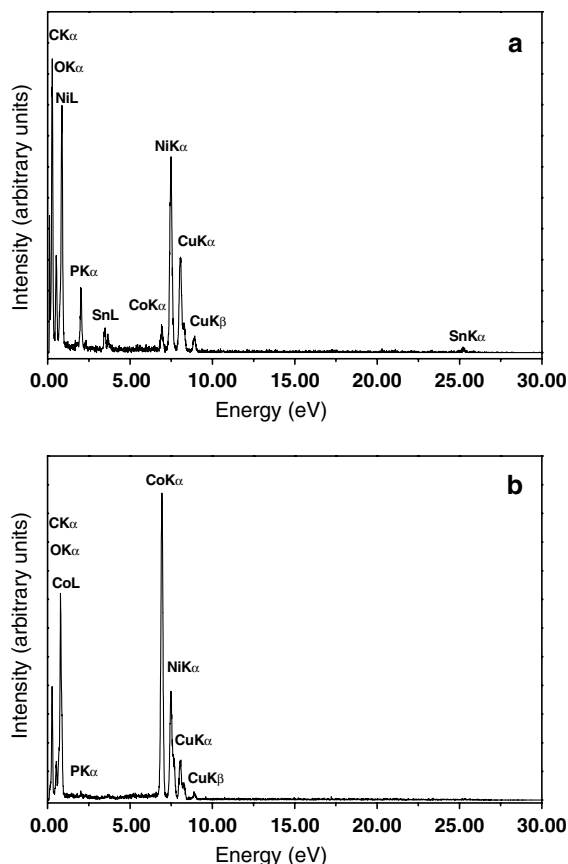 a
CKα
OKα
NiL
NiKα
CuKα
PKα
SnL
CoKα
CuKβ
SnKα
Intensity (arbitrary units)
0.00 5.00 10.00 15.00 20.00 25.00 30.00
Energy (eV)
b
CoKα
CKα
OKα
CoL
NiKα
CuKα
PKα
CuKβ
Intensity (arbitrary units)
0.00 5.00 10.00 15.00 20.00 25.00 30.00
Energy (eV)